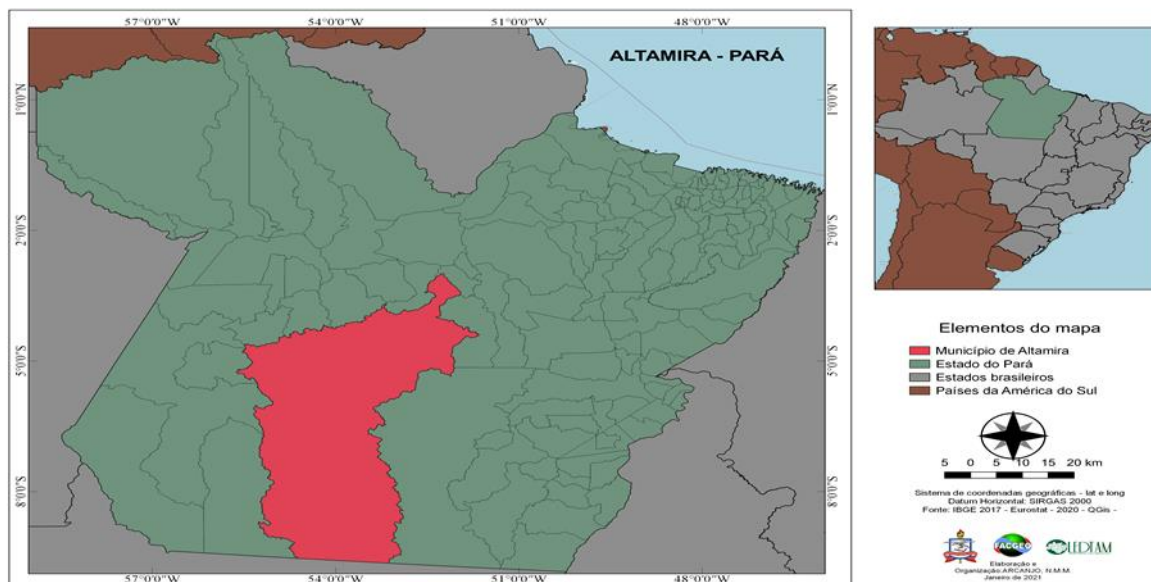 57°0'0"W 54°0'0"W 51°0'0"W 48°0'0"W
ALTAMIRA - PARÁ
1°0'0"N 1°0'0"N
2°0'0"S 2°0'0"S
5°0'0"S 5°0'0"S
8°0'0"S 8°0'0"S
57°0'0"W 54°0'0"W 51°0'0"W 48°0'0"W
Elementos do mapa
Município de Altamira
Estado do Pará
Estados brasileiros
Países da América do Sul
5 0 5 10 15 20 km
Sistema de coordenadas geográficas - lat e long
Datum Horizontal: SIRGAS 2000
Fonte: IBGE 2017 - Eurostat - 2020 - QGis -
FACGEO
Elaboração e
Organização:ARCANJO, N.M.M.
Janeiro de 2021